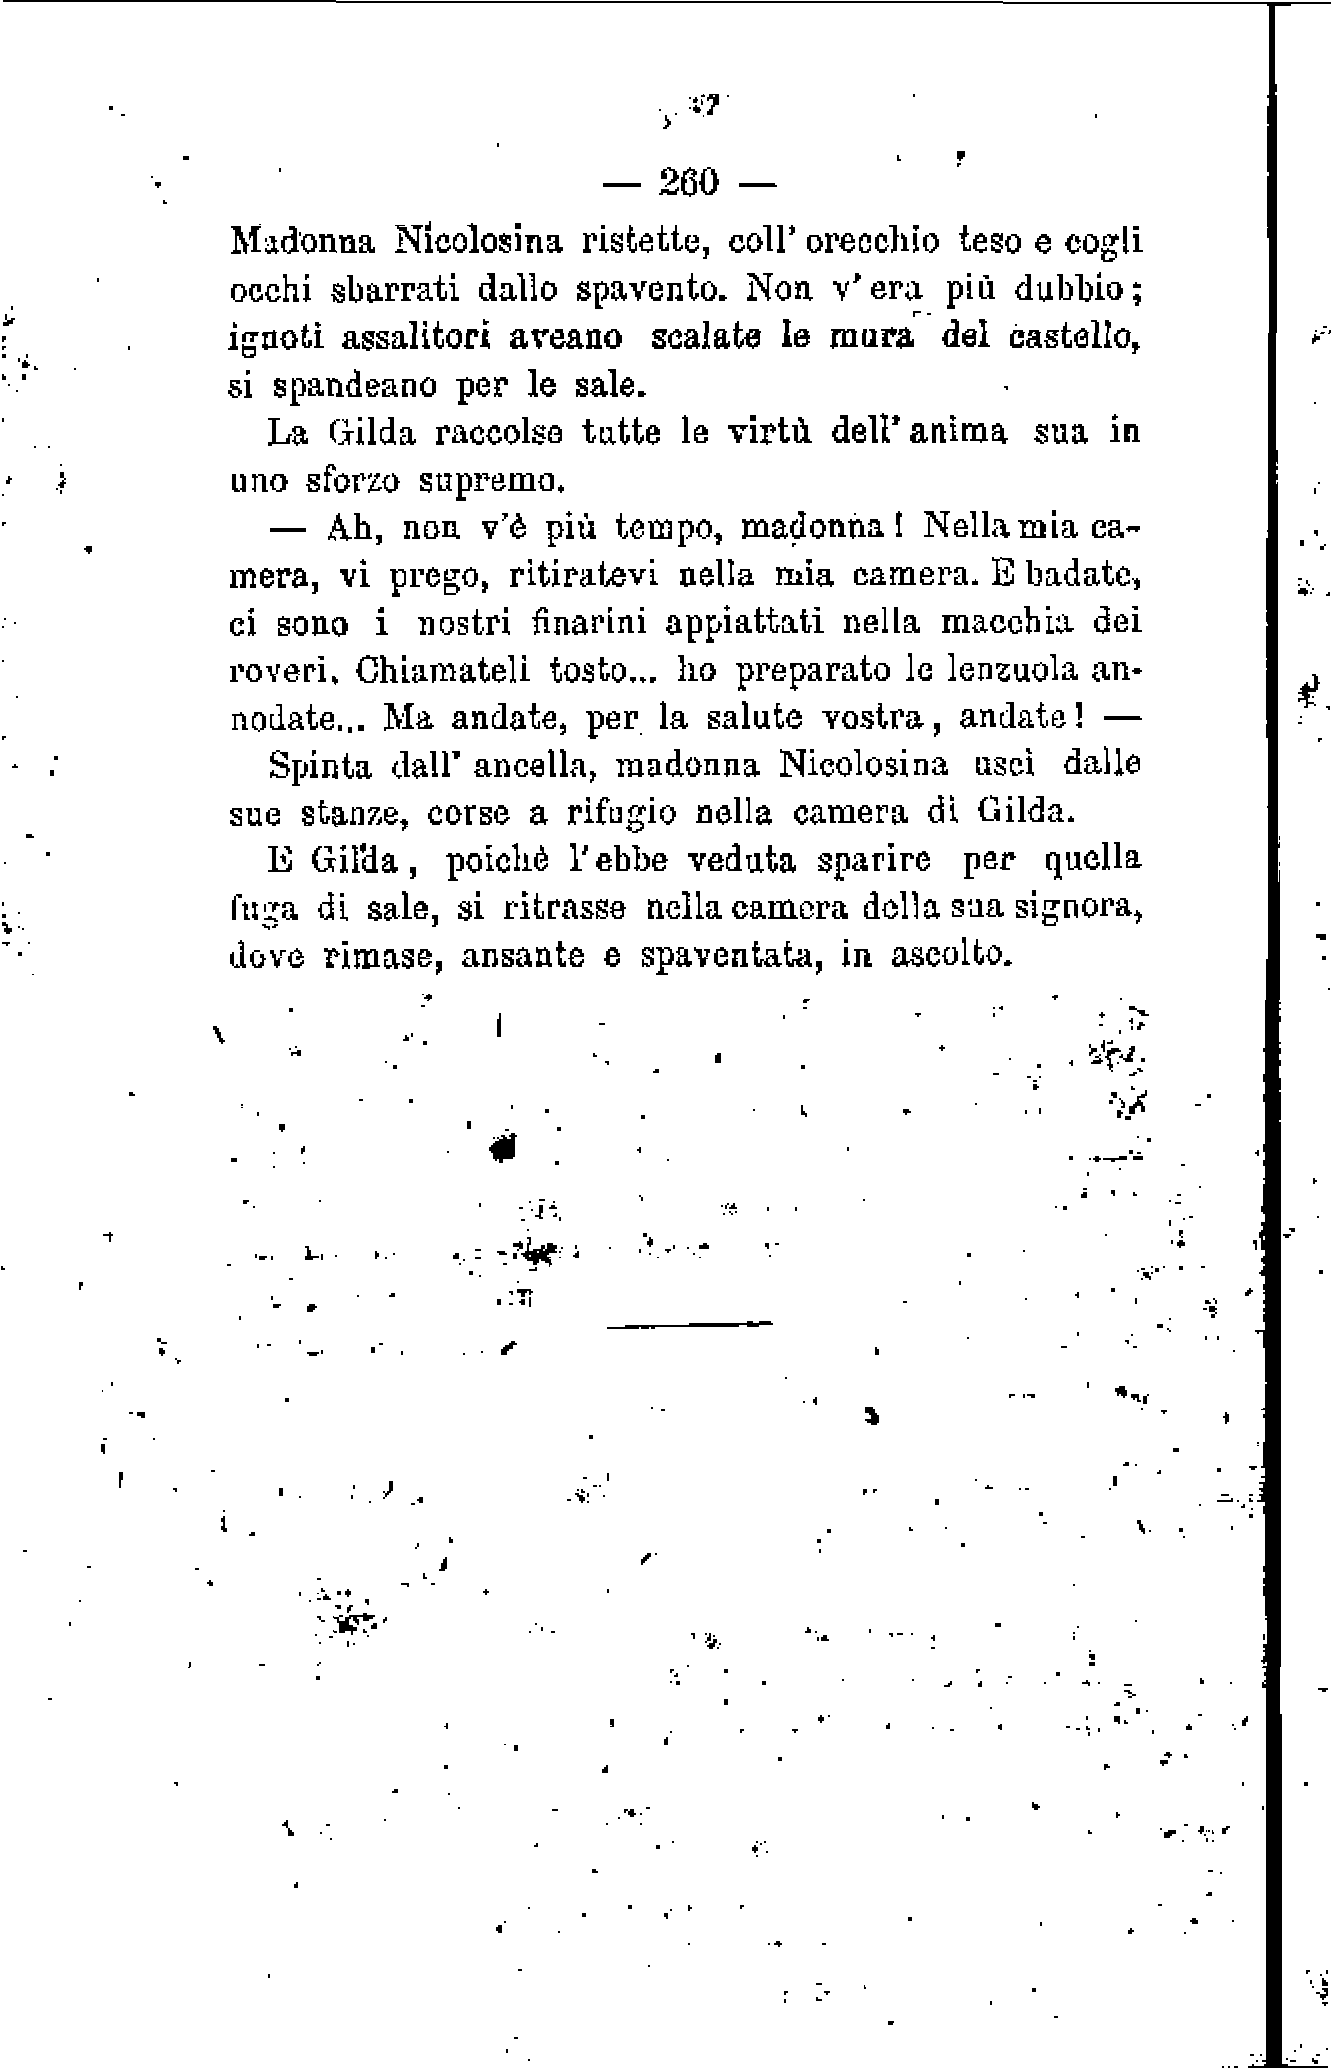 — 260 —
Madonna Nicolosina ristette, coll' orecchio teso e cogli
occhi sbarrati dallo spavento. Non v' era più dubbio;
ignoti assalitori aveano scalate le mura del castello,
si spandeano per le sale.
La Gilda raccolse tutte le virtù dell' anima sua in
uno sforzo supremo.
— Ah, non v'è più tempo, madonna! Nella mia ca-
mera, vi prego, ritiratevi nella mia camera. E badate,
ci sono i nostri finarini appiattati nella macchia dei
roveri. Chiamateli tosto... ho preparato le lenzuola an-
nodate... Ma andate, per la salute vostra, andate! —
Spinta dall' ancella, madonna Nicolosina uscì dalle
sue stanze, corse a rifugio nella camera di Gilda.
E Gilda, poichè l'ebbe veduta sparire per quella
fuga di sale, si ritrasse nella camera della sua signora,
dove rimase, ansante e spaventata, in ascolto.